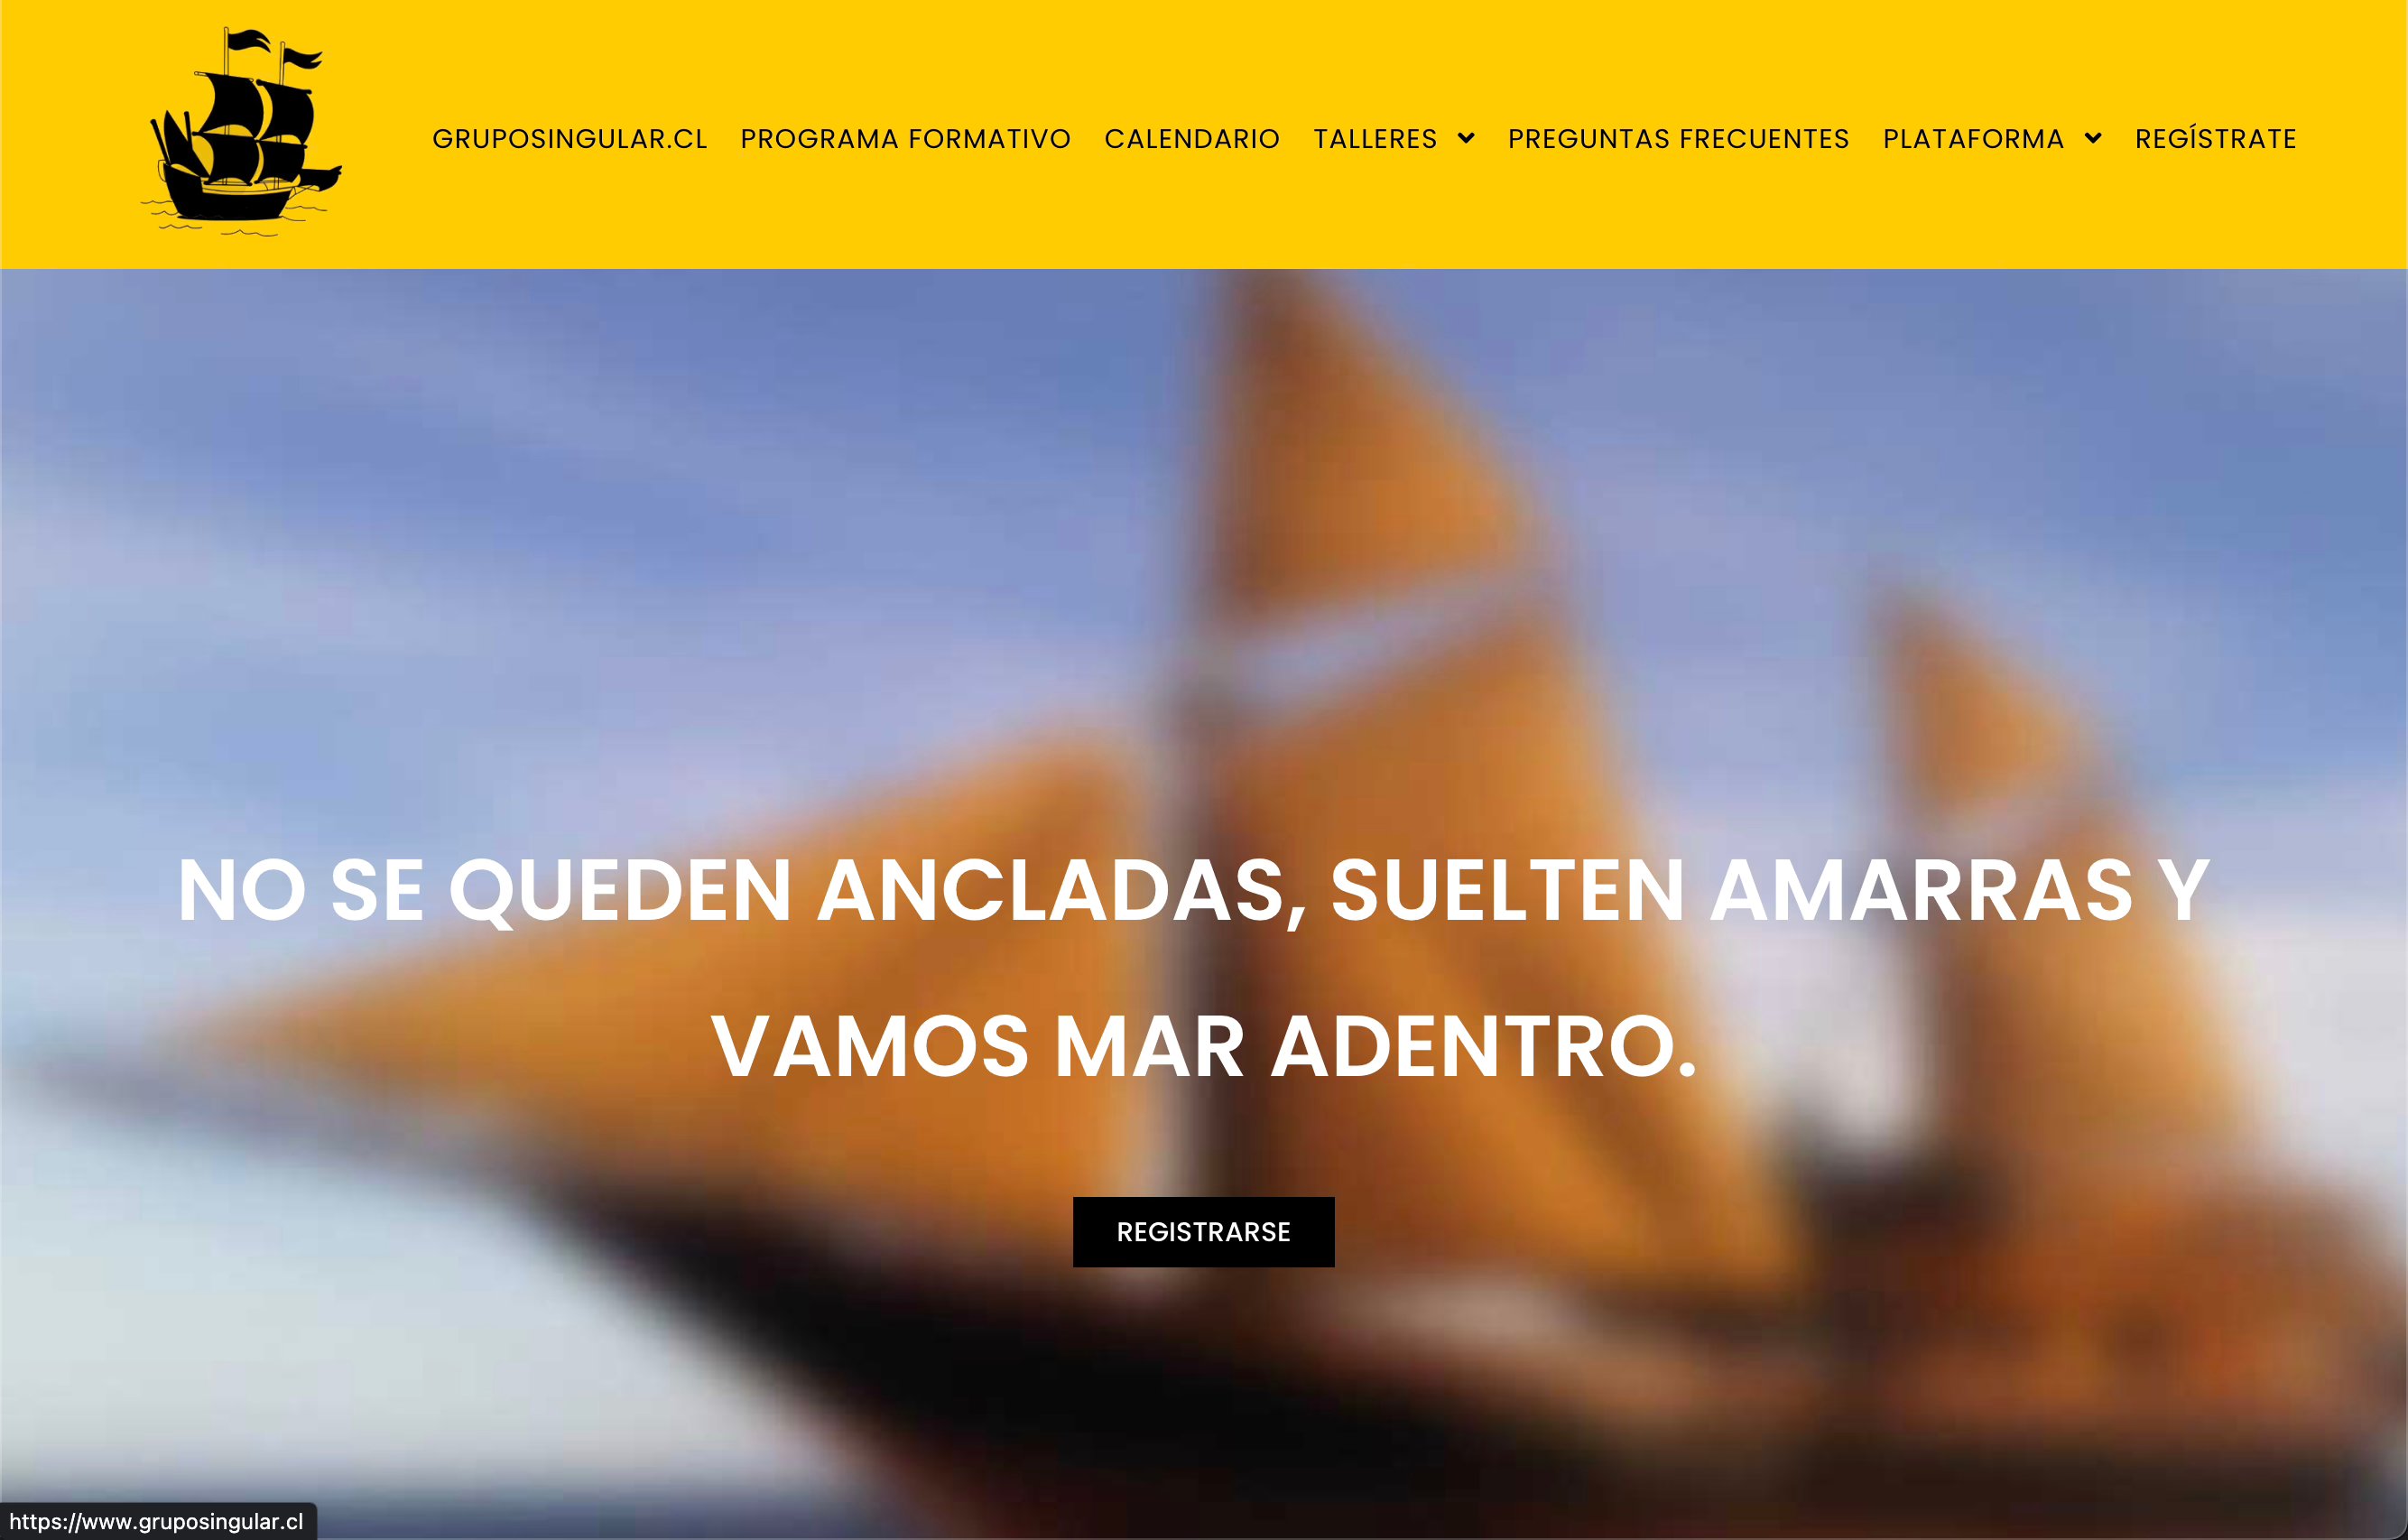 GRUPOSINGULAR.CL PROGRAMA FORMATIVO CALENDARIO TALLERES PREGUNTAS FRECUENTES PLATAFORMA REGÍSTRATE
NO SE QUEDEN ANCLADAS, SUELTEN AMARRAS Y
VAMOS MAR ADENTRO.
REGISTRARSE
https://www.gruposingular.cl